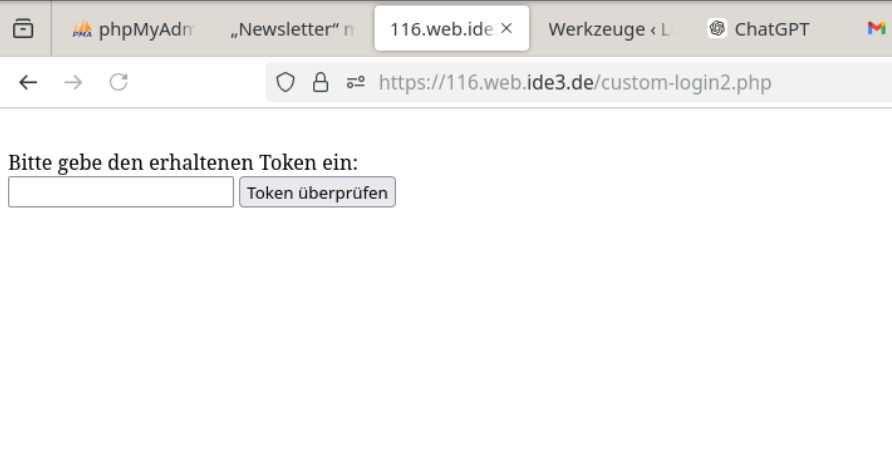 phpMyAdm
„Newsletter“ m
116.web.ide
Werkzeuge ‹ Li
ChatGPT
https://116.web.ide3.de/custom-login2.php
Bitte gebe den erhaltenen Token ein:
Token überprüfen